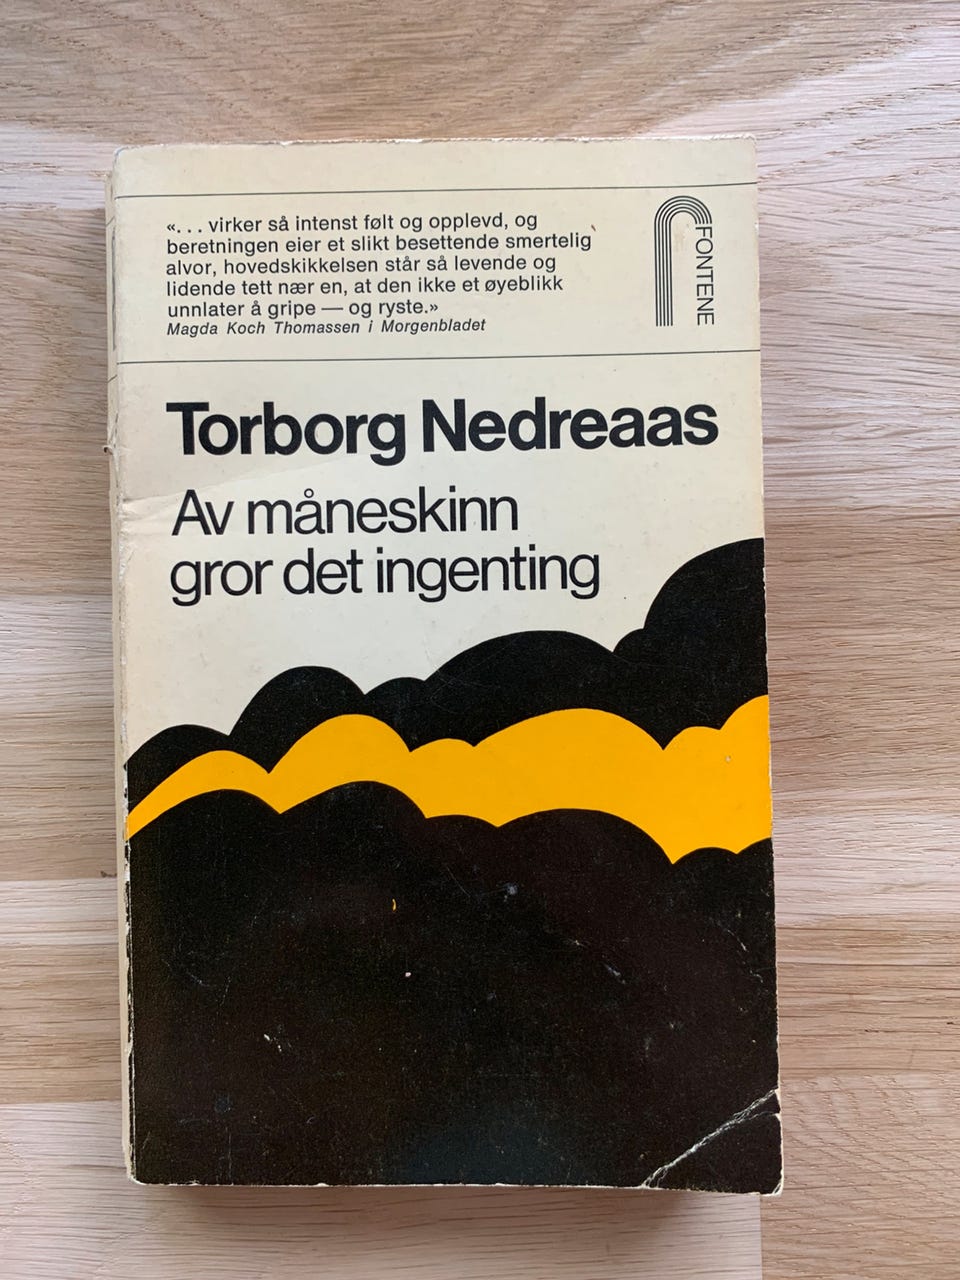 «. . . virker så intenst følt og opplevd, og
beretningen eier et slikt besettende smertelig
alvor, hovedskikkelsen står så levende og
lidende tett nær en, at den ikke et øyeblikk
unnlater å gripe — og ryste.»
Magda Koch Thomassen i Morgenbladet
FONTENE
Torborg Nedreaas
Av måneskinn
gror det ingenting